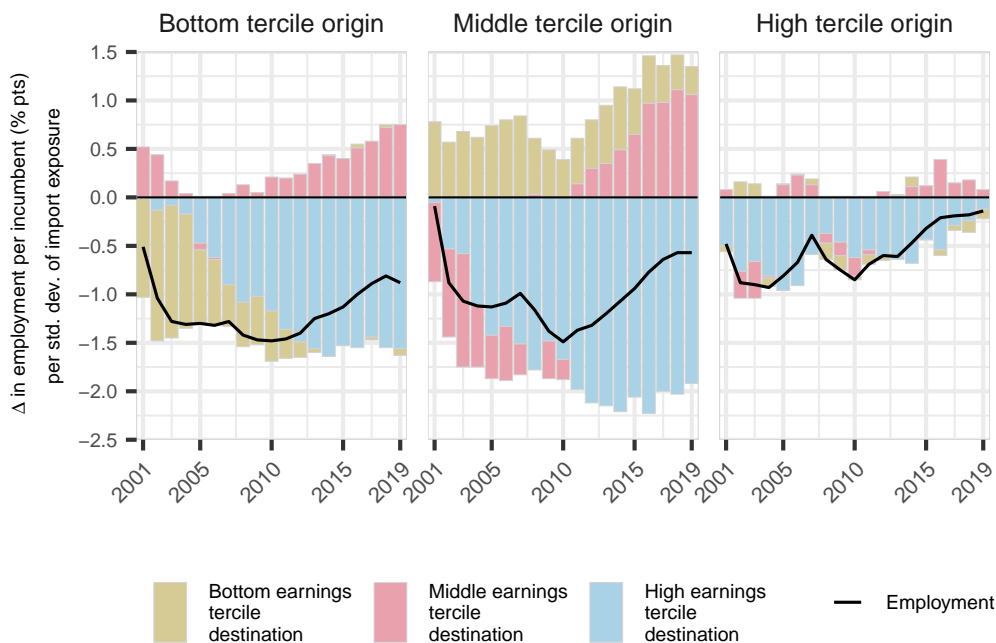 Bottom tercile origin
Middle tercile origin
High tercile origin
Δ in employment per incumbent (% pts)
per std. dev. of import exposure
1.5
1.0
0.5
0.0
−0.5
−1.0
−1.5
−2.0
−2.5
2001
2005
2010
2015
2019
2001
2005
2010
2015
2019
2001
2005
2010
2015
2019
Bottom earnings
tercile
destination
Middle earnings
tercile
destination
High earnings
tercile
destination
Employment